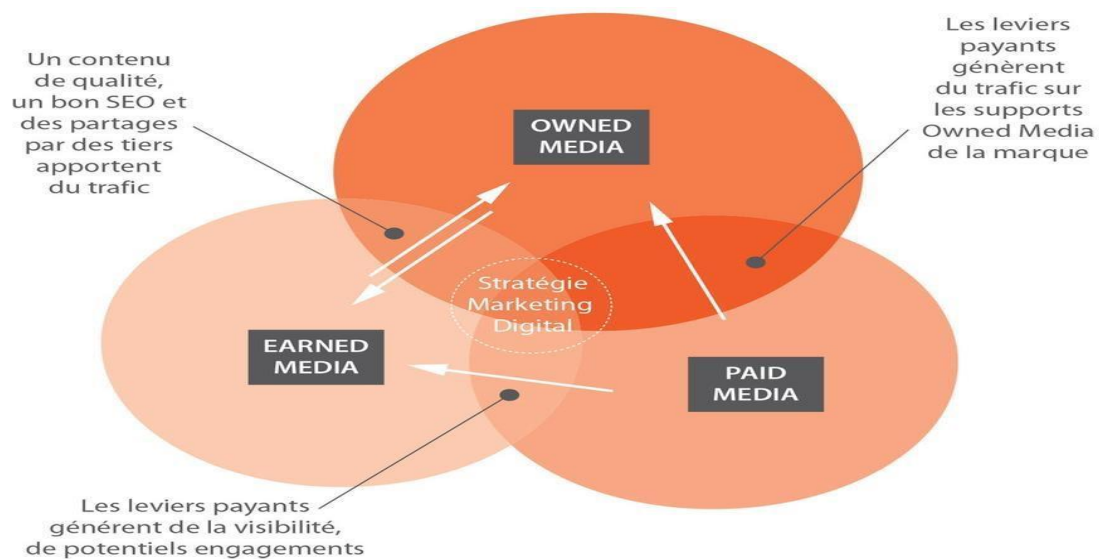 Un contenu
de qualité,
un bon SEO et
des partages
par des tiers
apportent
du trafic
Les leviers
payants
génèrent
du trafic sur
les supports
Owned Media
de la marque
OWNED
MEDIA
Stratégie
Marketing
Digital
EARNED
MEDIA
PAID
MEDIA
Les leviers payants
générent de la visibilité,
de potentiels engagements